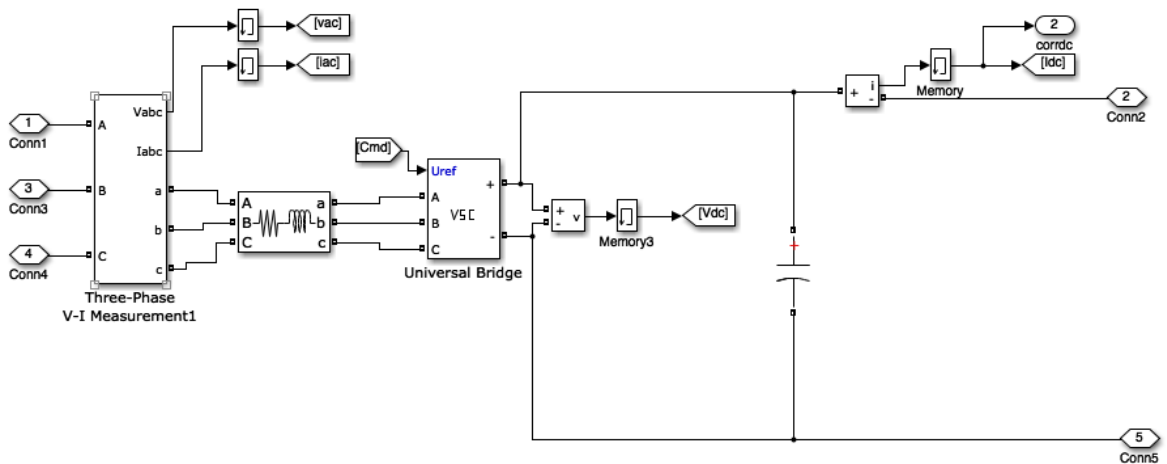 [vac]
[iac]
2
corrdc
[Idc]
Memory
i
+
-
2
Conn2
1
Conn1
3
Conn3
4
Conn4
A
B
C
Vabc
Iabc
a
b
c
Three-Phase
V-I Measurement1
A
B
C
a
b
c
[Cmd]
Uref
A
B
C
VSC
+
-
Universal Bridge
+
-
v
Memory3
[Vdc]
+
5
Conn5